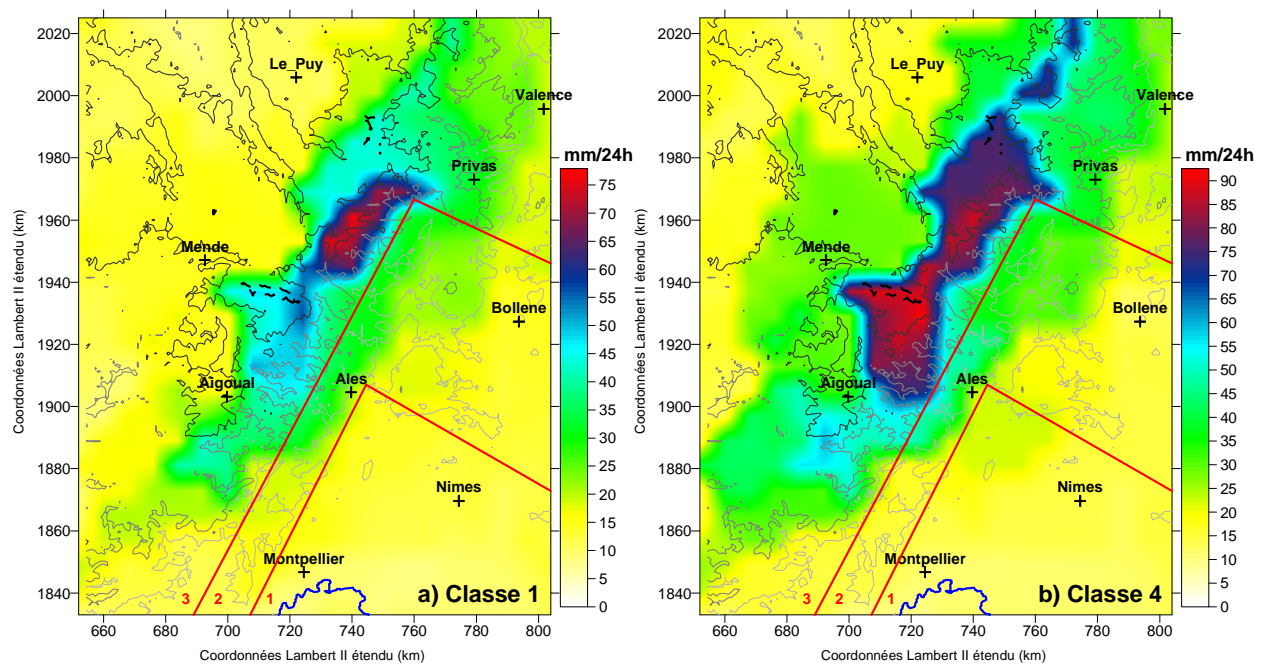 2020
2000
1980
1960
1940
1920
1900
1880
1860
1840
Coordonnées Lambert II étendu (km)
660 680 700 720 740 760 780 800
Coordonnées Lambert II étendu (km)
Le_Puy
Valence
Privas
Mende
Bollene
Aigoual
Ales
Nimes
Montpellier
3 2 1
a) Classe 1
mm/24h
75
70
65
60
55
50
45
40
35
30
25
20
15
10
5
0
2020
2000
1980
1960
1940
1920
1900
1880
1860
1840
Coordonnées Lambert II étendu (km)
660 680 700 720 740 760 780 800
Coordonnées Lambert II étendu (km)
Le_Puy
Valence
Privas
Mende
Bollene
Aigoual
Ales
Nimes
Montpellier
3 2 1
b) Classe 4
mm/24h
90
85
80
75
70
65
60
55
50
45
40
35
30
25
20
15
10
5
0